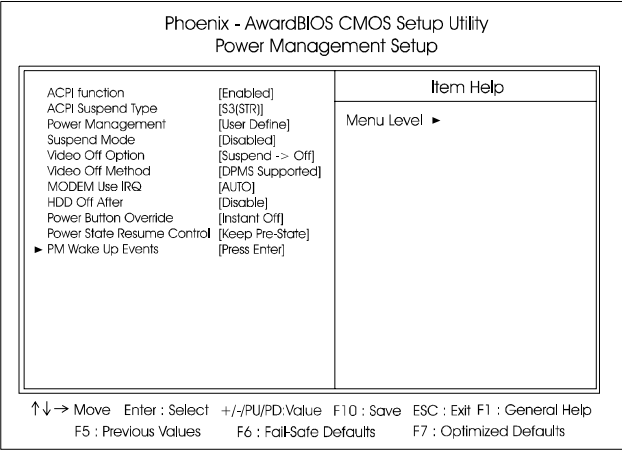 Phoenix - AwardBIOS CMOS Setup Utility
Power Management Setup
ACPI function [Enabled]
ACPI Suspend Type [S3(STR)]
Power Management [User Define]
Suspend Mode [Disabled]
Video Off Option [Suspend -> Off]
Video Off Method [DPMS Supported]
MODEM Use IRQ [AUTO]
HDD Off After [Disable]
Power Button Override [Instant Off]
Power State Resume Control [Keep Pre-State]
► PM Wake Up Events [Press Enter]
Item Help
Menu Level ►
↑↓→ Move Enter : Select +/-/PU/PD:Value F10 : Save ESC : Exit F1 : General Help
F5 : Previous Values F6 : Fail-Safe Defaults F7 : Optimized Defaults